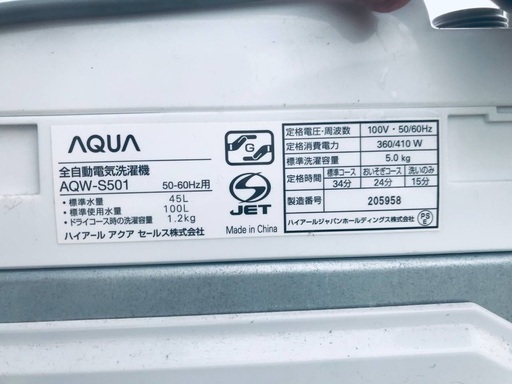 AQUA
全自動電気洗濯機
AQW-S501 50-60Hz用
・標準水量 45L
・標準使用水量 100L
・ドライコース時の洗濯容量 1.2kg
ハイアール アクア セールス株式会社
G
S
JET
Made in China
定格電圧・周波数 100V・50/60Hz
定格消費電力 360/410 W
標準洗濯容量 5.0 kg
定格時間 標準コース おいそぎコース 洗いのみ
34分 24分 15分
製造番号 205958
ハイアールジャパンホールディングス株式会社
PS
E